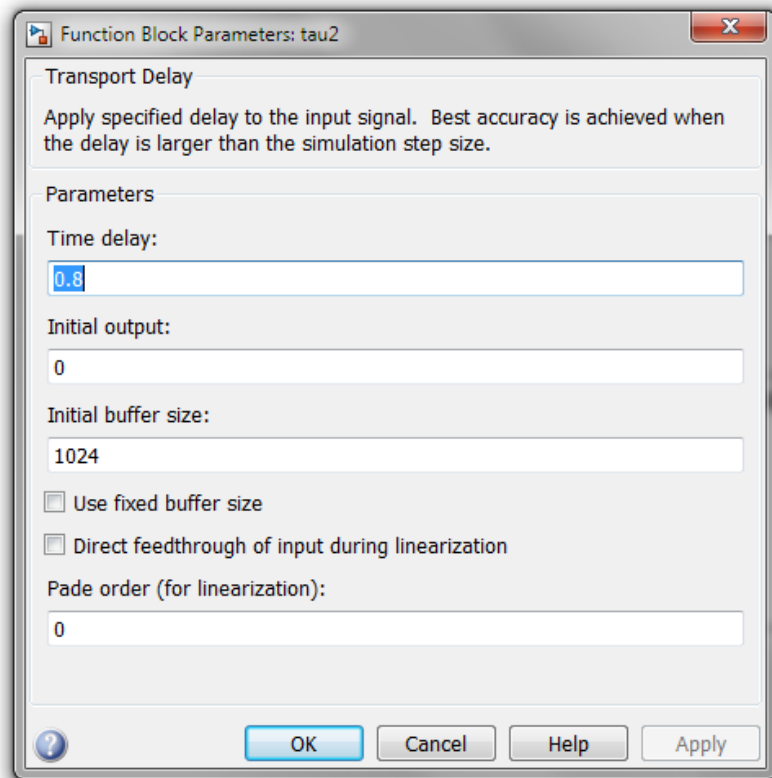 Function Block Parameters: tau2
Transport Delay
Apply specified delay to the input signal.  Best accuracy is achieved when
the delay is larger than the simulation step size.
Parameters
Time delay:
0.8
Initial output:
0
Initial buffer size:
1024
Use fixed buffer size
Direct feedthrough of input during linearization
Pade order (for linearization):
0
OK Cancel Help Apply